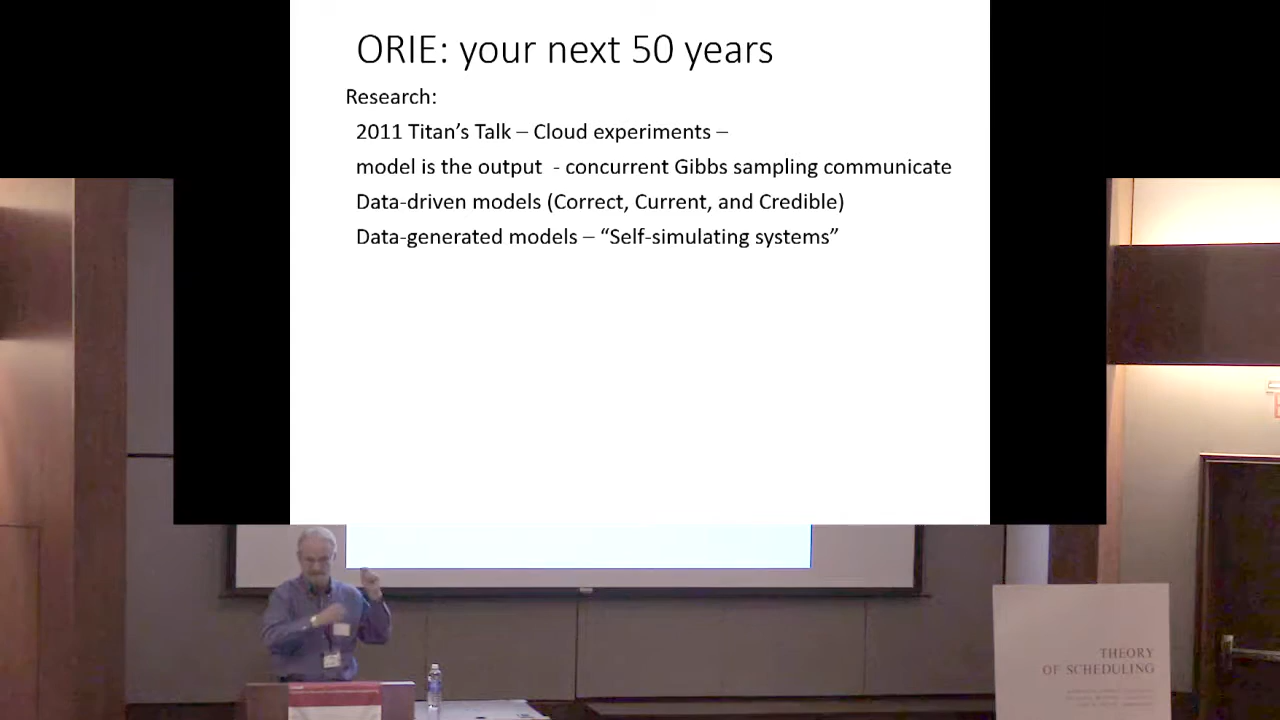 ORIE: your next 50 years
Research:
2011 Titan's Talk – Cloud experiments –
model is the output - concurrent Gibbs sampling communicate
Data-driven models (Correct, Current, and Credible)
Data-generated models – “Self-simulating systems”
THEORY
OF SCHEDULING